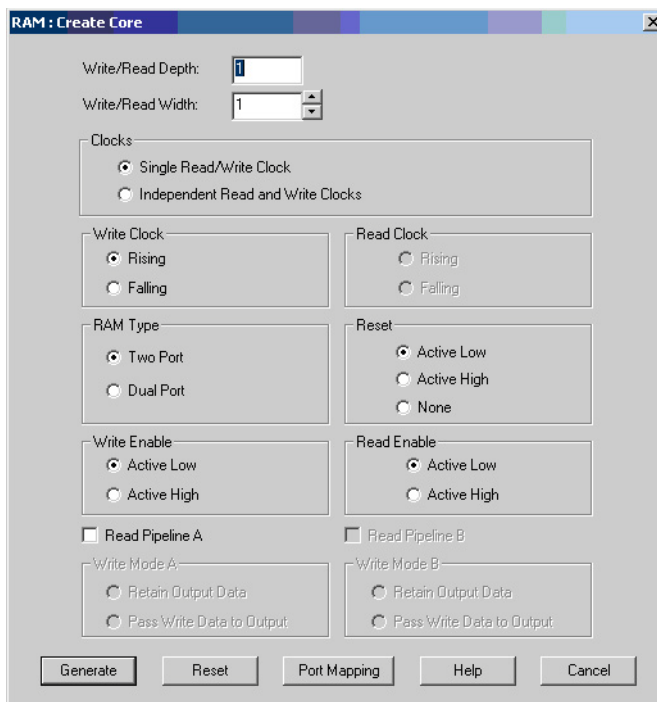 RAM : Create Core
Write/Read Depth: 1
Write/Read Width: 1
Clocks
Single Read/Write Clock
Independent Read and Write Clocks
Write Clock
Rising
Falling
Read Clock
Rising
Falling
RAM Type
Two Port
Dual Port
Reset
Active Low
Active High
None
Write Enable
Active Low
Active High
Read Enable
Active Low
Active High
Read Pipeline A
Read Pipeline B
Write Mode A
Retain Output Data
Pass Write Data to Output
Write Mode B
Retain Output Data
Pass Write Data to Output
Generate Reset Port Mapping Help Cancel